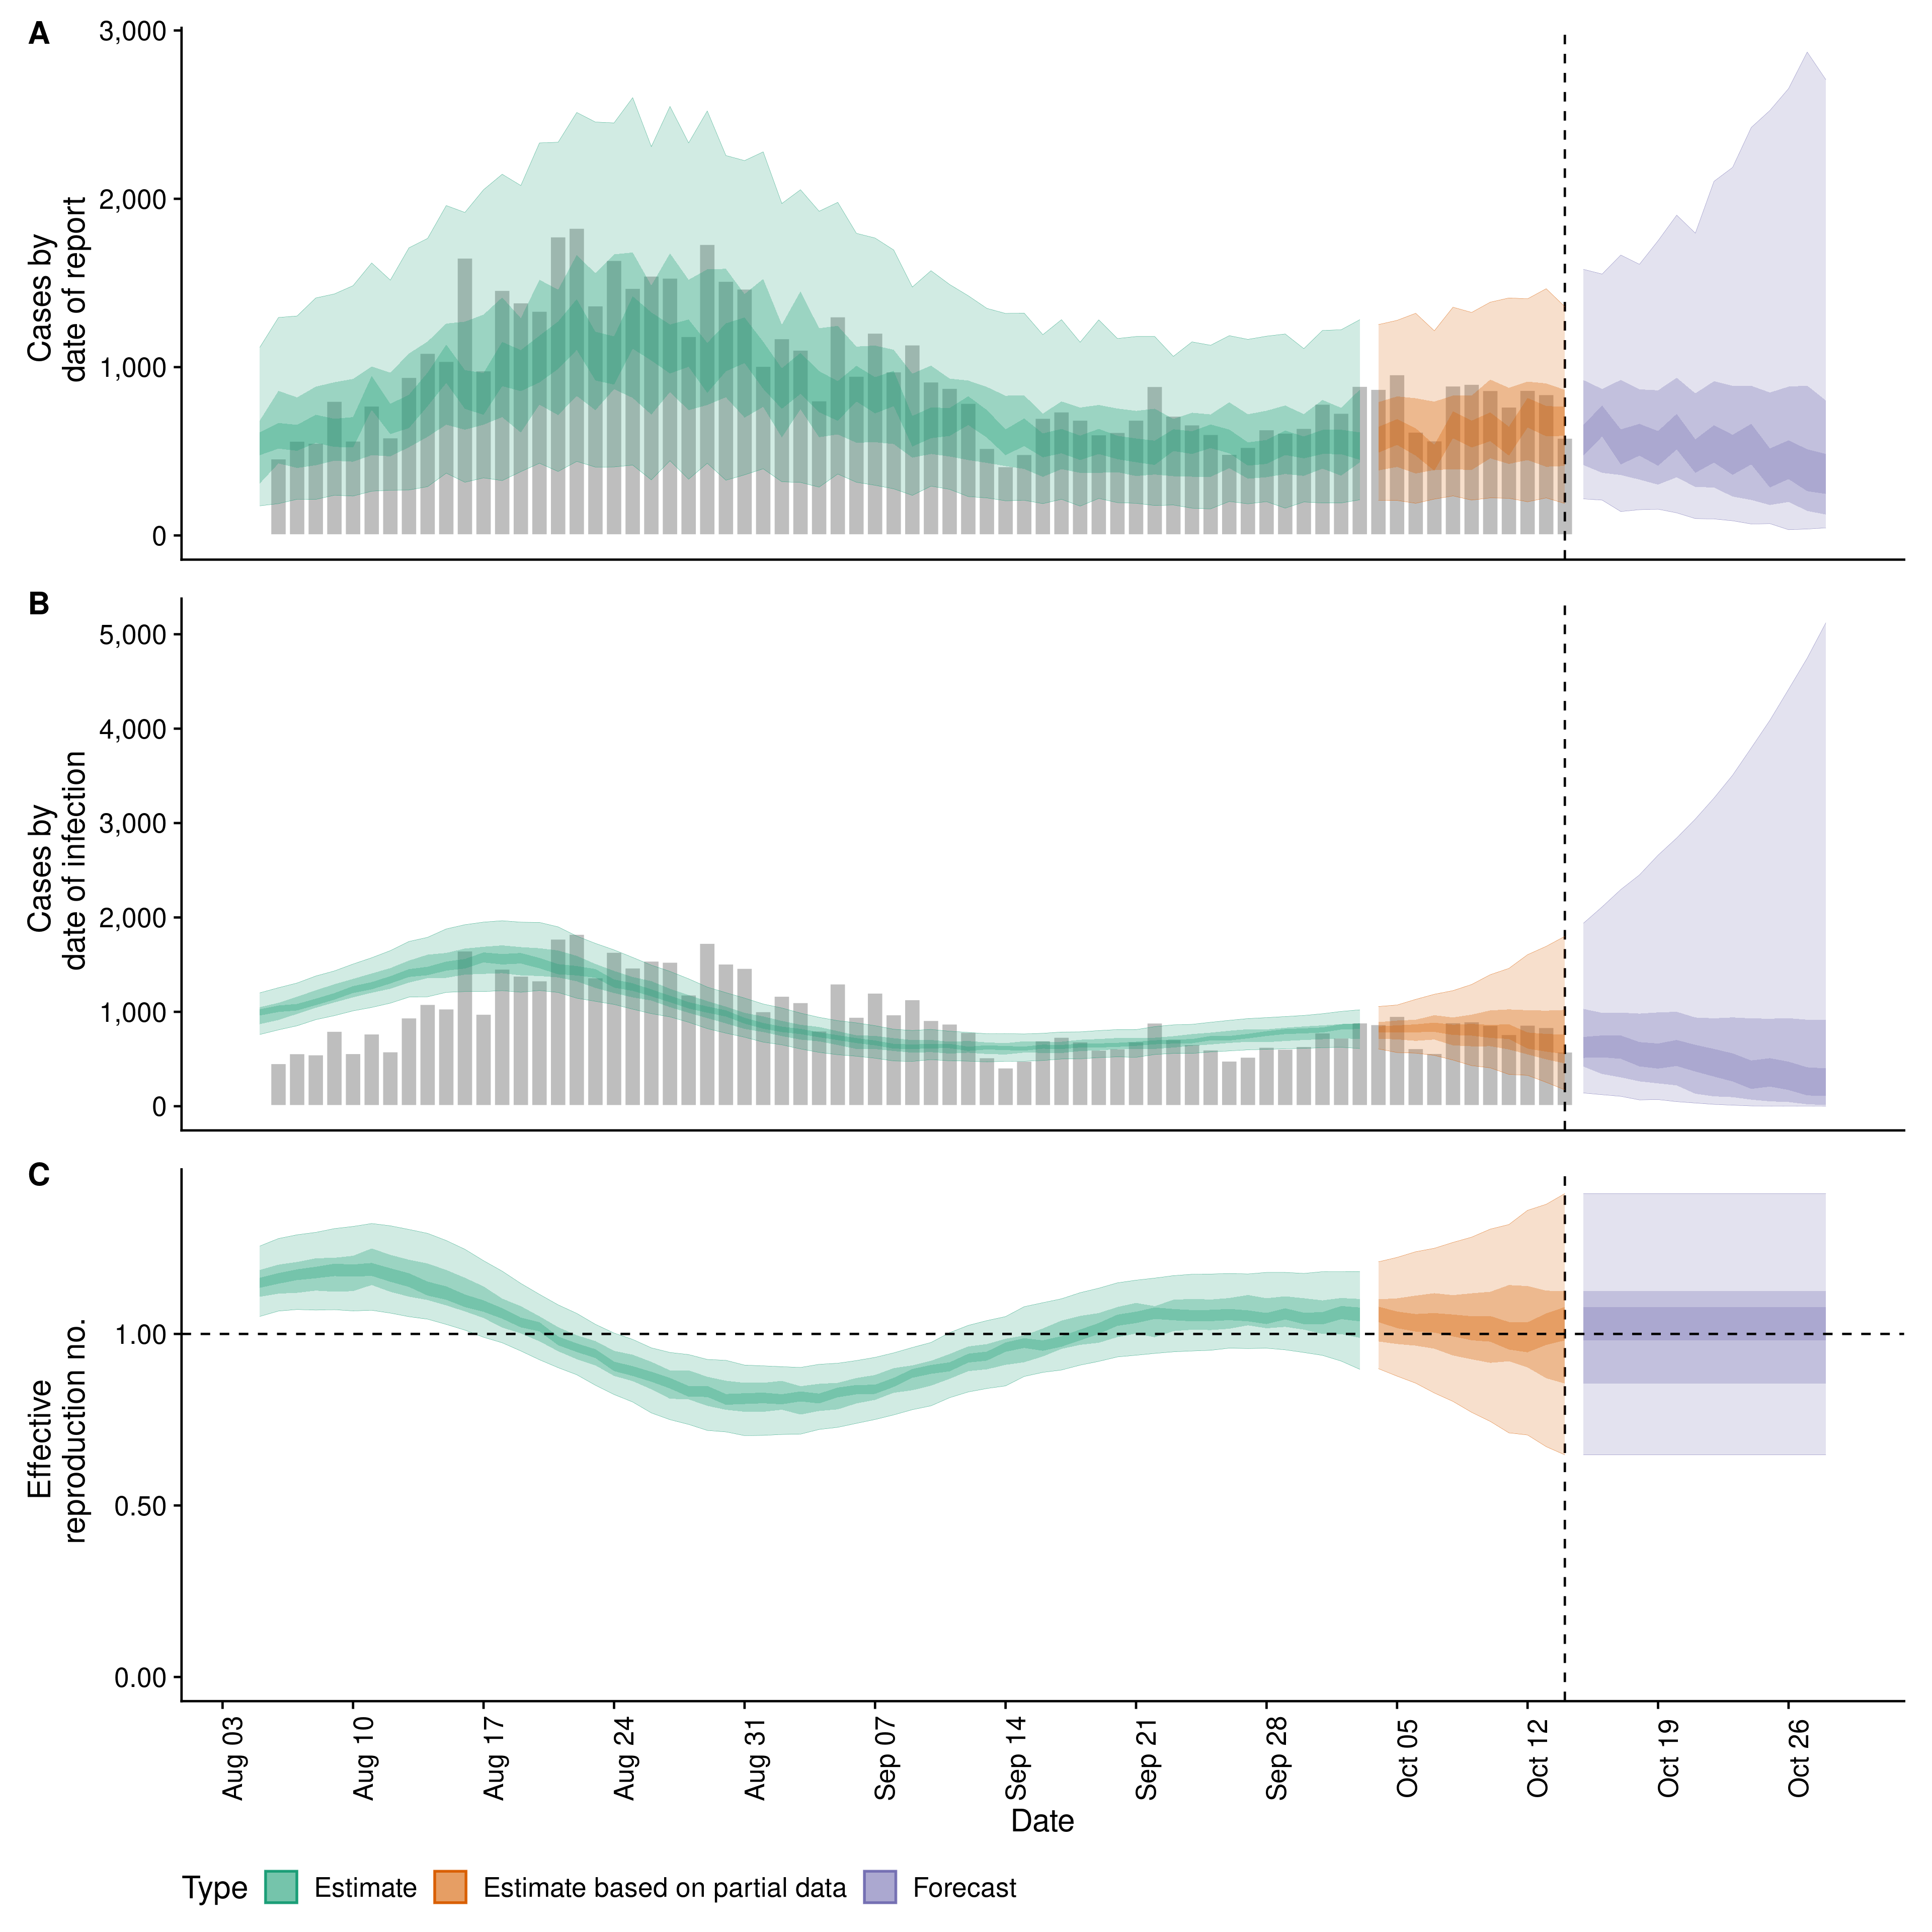 A
3,000
2,000
1,000
0
Cases by
date of report
B
5,000
4,000
3,000
2,000
1,000
0
Cases by
date of infection
C
1.00
0.50
0.00
Effective
reproduction no.
Aug 03
Aug 10
Aug 17
Aug 24
Aug 31
Sep 07
Sep 14
Sep 21
Sep 28
Oct 05
Oct 12
Oct 19
Oct 26
Date
Type Estimate Estimate based on partial data Forecast